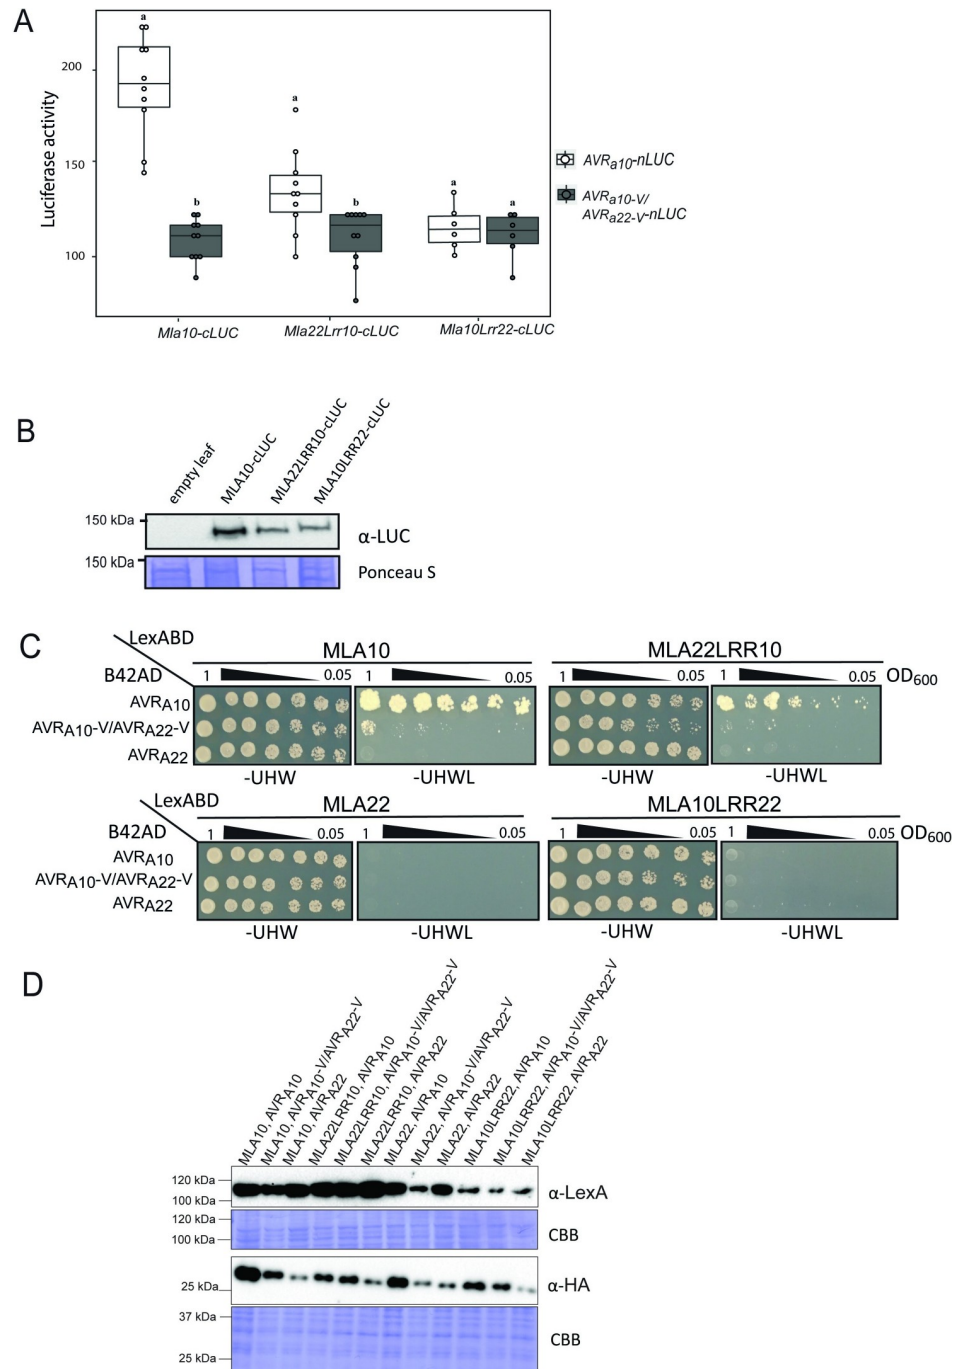 A
a
a
a
a
b
b
200
150
100
Luciferase activity
AVRa10-nLUC
AVRa10-V/
AVRa22-V-nLUC
Mla10-cLUC
Mla22Lrr10-cLUC
Mla10Lrr22-cLUC
B
empty leaf
MLA10-cLUC
MLA22LRR10-cLUC
MLA10LRR22-cLUC
150 kDa
α-LUC
150 kDa
Ponceau S
C
LexABD
MLA10
MLA22LRR10
B42AD
1 0.05 1 0.05 1 0.05 1 0.05 OD600
AVRA10
AVRA10-V/AVRA22-V
AVRA22
-UHW -UHWL -UHW -UHWL
LexABD
MLA22
MLA10LRR22
B42AD
1 0.05 1 0.05 1 0.05 1 0.05 OD600
AVRA10
AVRA10-V/AVRA22-V
AVRA22
-UHW -UHWL -UHW -UHWL
D
MLA10, AVRA10
MLA10, AVRA10-V/AVRA22-V
MLA10, AVRA22
MLA22LRR10, AVRA10
MLA22LRR10, AVRA10-V/AVRA22-V
MLA22LRR10, AVRA22
MLA22, AVRA10
MLA22, AVRA10-V/AVRA22-V
MLA22, AVRA22
MLA10LRR22, AVRA10
MLA10LRR22, AVRA10-V/AVRA22-V
MLA10LRR22, AVRA22
120 kDa
100 kDa
α-LexA
120 kDa
100 kDa
CBB
25 kDa
α-HA
37 kDa
25 kDa
CBB